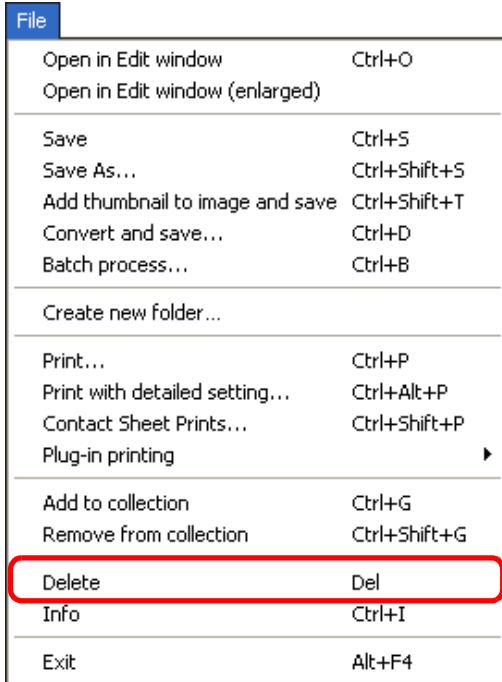 File
Open in Edit window Ctrl+O
Open in Edit window (enlarged)
Save Ctrl+S
Save As... Ctrl+Shift+S
Add thumbnail to image and save Ctrl+Shift+T
Convert and save... Ctrl+D
Batch process... Ctrl+B
Create new folder...
Print... Ctrl+P
Print with detailed setting... Ctrl+Alt+P
Contact Sheet Prints... Ctrl+Shift+P
Plug-in printing
Add to collection Ctrl+G
Remove from collection Ctrl+Shift+G
Delete Del
Info Ctrl+I
Exit Alt+F4